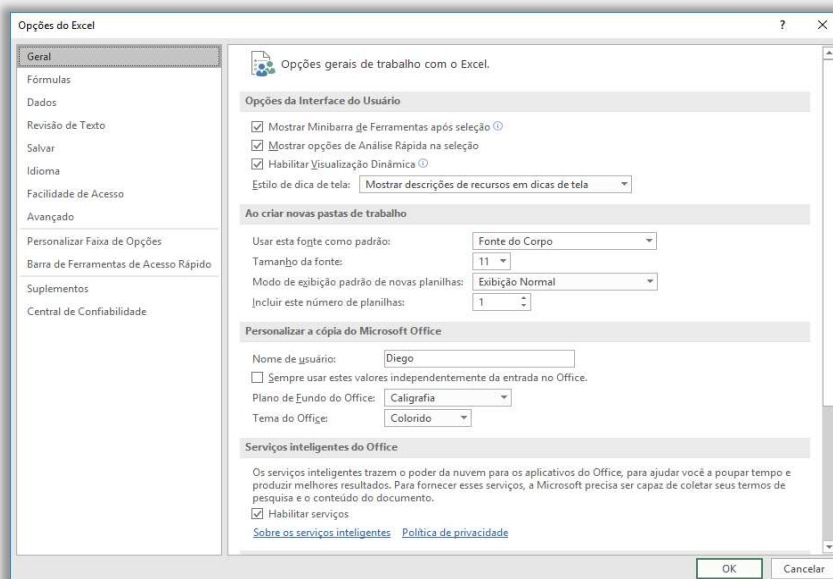 Opções do Excel
? ×
Geral
Fórmulas
Dados
Revisão de Texto
Salvar
Idioma
Facilidade de Acesso
Avançado
Personalizar Faixa de Opções
Barra de Ferramentas de Acesso Rápido
Suplementos
Central de Confiabilidade
Opções gerais de trabalho com o Excel.
Opções da Interface do Usuário
Mostrar Minibarra de Ferramentas após seleção
Mostrar opções de Análise Rápida na seleção
Habilitar Visualização Dinâmica
Estilo de dica de tela: Mostrar descrições de recursos em dicas de tela
Ao criar novas pastas de trabalho
Usar esta fonte como padrão: Fonte do Corpo
Tamanho da fonte: 11
Modo de exibição padrão de novas planilhas: Exibição Normal
Incluir este número de planilhas: 1
Personalizar a cópia do Microsoft Office
Nome de usuário: Diego
Sempre usar estes valores independentemente da entrada no Office.
Plano de Fundo do Office: Caligrafia
Tema do Office: Colorido
Serviços inteligentes do Office
Os serviços inteligentes trazem o poder da nuvem para os aplicativos do Office, para ajudar você a poupar tempo e
produzir melhores resultados. Para fornecer esses serviços, a Microsoft precisa ser capaz de coletar seus termos de
pesquisa e o conteúdo do documento.
Habilitar serviços
Sobre os serviços inteligentes Política de privacidade
OK Cancelar